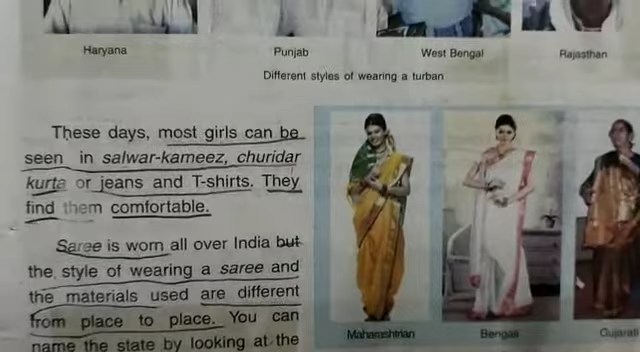 Haryana
Punjab
West Bengal
Rajasthan
Different styles of wearing a turban
These days, most girls can be
seen in salwar-kameez, churidar
kurta or jeans and T-shirts. They
find them comfortable.
Saree is worn all over India but
the style of wearing a saree and
the materials used are different
from place to place. You can
name the state by looking at the
Maharashtrian
Bengali
Gujarati